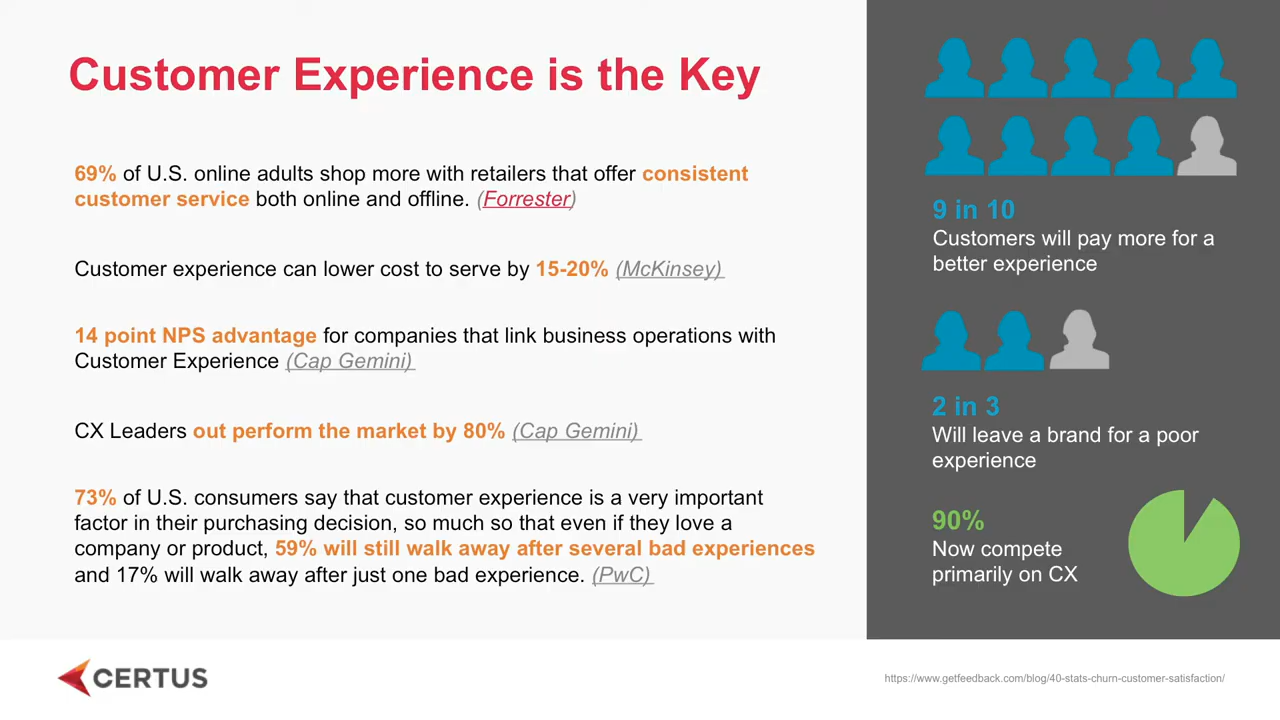 Customer Experience is the Key
69% of U.S. online adults shop more with retailers that offer consistent
customer service both online and offline. (Forrester)
Customer experience can lower cost to serve by 15-20% (McKinsey)
14 point NPS advantage for companies that link business operations with
Customer Experience (Cap Gemini)
CX Leaders out perform the market by 80% (Cap Gemini)
73% of U.S. consumers say that customer experience is a very important
factor in their purchasing decision, so much so that even if they love a
company or product, 59% will still walk away after several bad experiences
and 17% will walk away after just one bad experience. (PwC)
9 in 10
Customers will pay more for a
better experience
2 in 3
Will leave a brand for a poor
experience
90%
Now compete
primarily on CX
CERTUS
https://www.getfeedback.com/blog/40-stats-churn-customer-satisfaction/